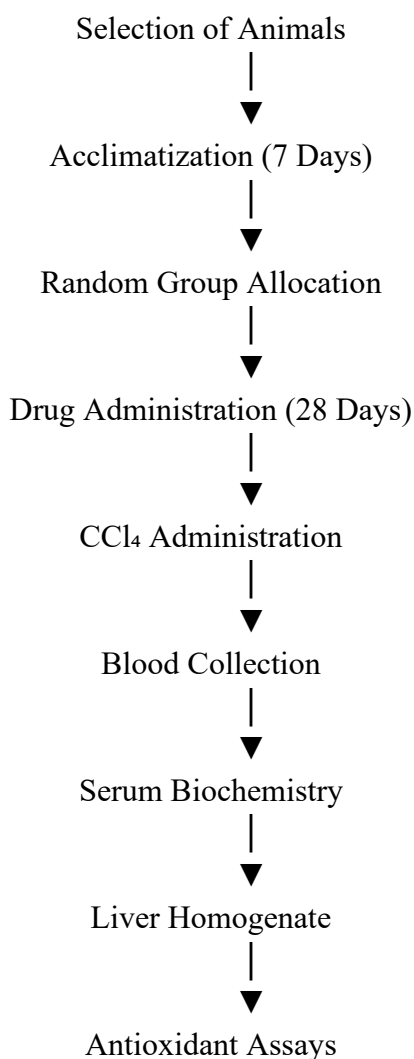 Selection of Animals
Acclimatization (7 Days)
Random Group Allocation
Drug Administration (28 Days)
CCl₄ Administration
Blood Collection
Serum Biochemistry
Liver Homogenate
Antioxidant Assays